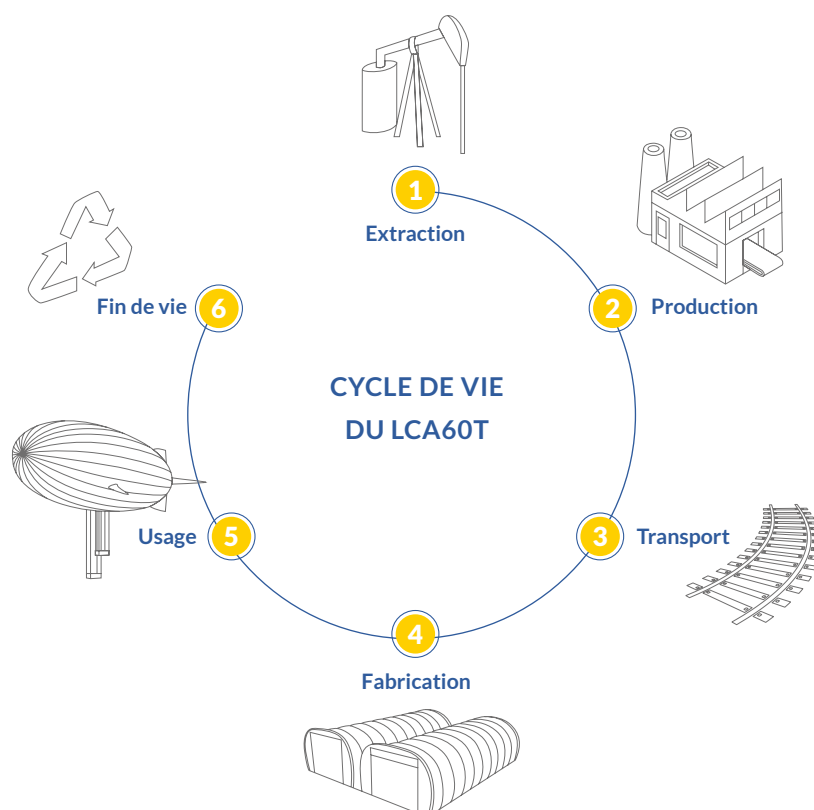 1
Extraction
2
Production
3
Transport
4
Fabrication
5
Usage
6
Fin de vie
CYCLE DE VIE
DU LCA60T